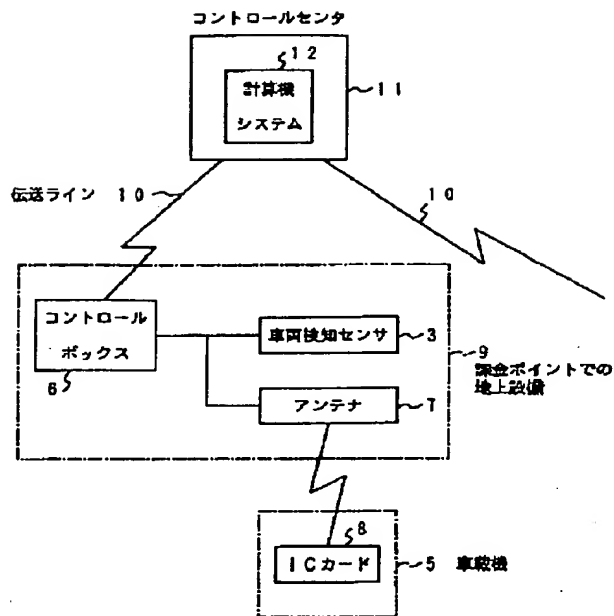 コントロールセンタ
12
計算機
システム
11
伝送ライン 10
10
コントロール
ボックス
6
車両検知センサ
3
アンテナ
7
9
課金ポイントでの
地上設備
8
ICカード
5 車載機